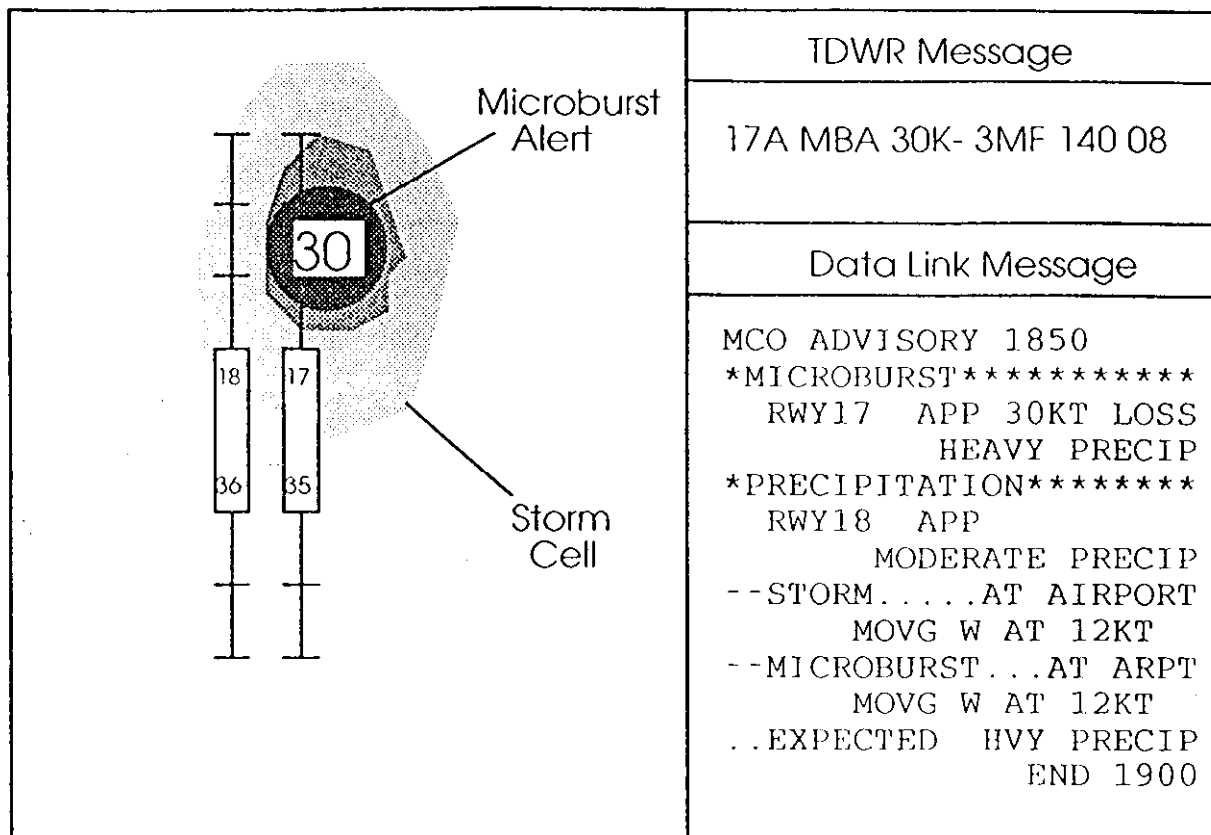 Microburst
Alert
30
18
17
36
35
Storm
Cell
TDWR Message
17A MBA 30K- 3MF 140 08
Data Link Message
MCO ADVISORY 1850
*MICROBURST***********
RWY17 APP 30KT LOSS
HEAVY PRECIP
*PRECIPITATION********
RWY18 APP
MODERATE PRECIP
--STORM.....AT AIRPORT
MOVG W AT 12KT
--MICROBURST...AT ARPT
MOVG W AT 12KT
..EXPECTED HVY PRECIP
END 1900